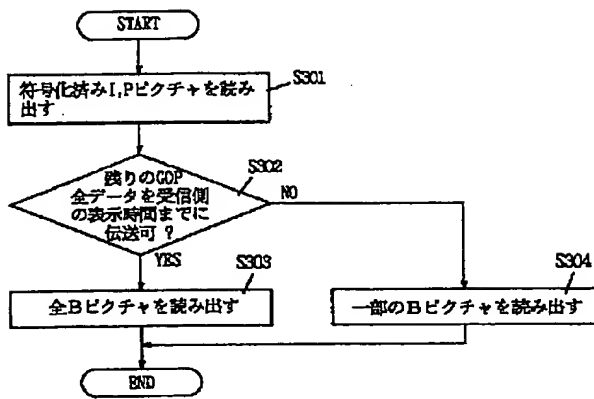 START
S301
符号化済みI,Pピクチャを読み
出す
S302
残りのGOP
全データを受信側
の表示時間までに
伝送可？
NO
YES
S303
全Bピクチャを読み出す
S304
一部のBピクチャを読み出す
END